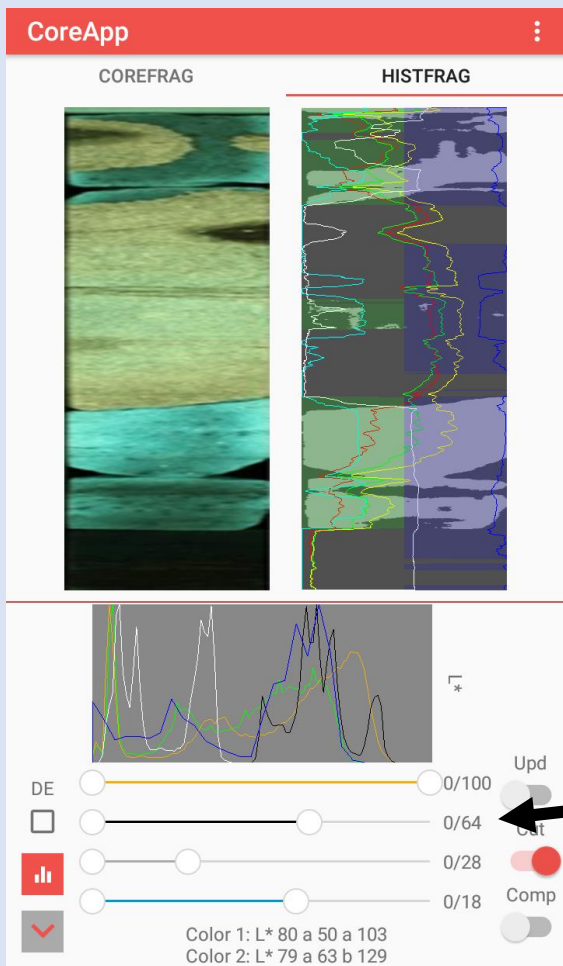 CoreApp
COREFRAG HISTFRAG
L*
Upd
DE 0/100
0/64
Cut
0/28
Comp
0/18
Color 1: L* 80 a 50 a 103
Color 2: L* 79 a 63 b 129